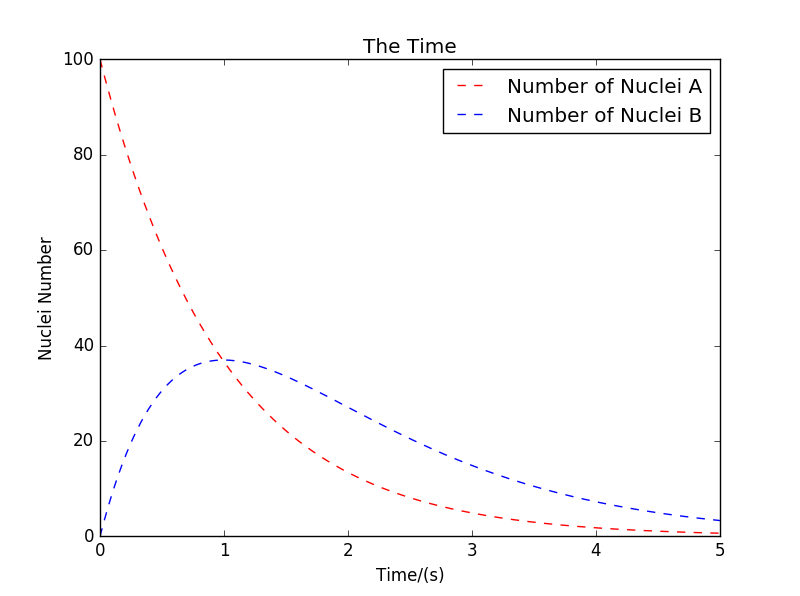 The Time
Number of Nuclei A
Number of Nuclei B
Nuclei Number
100
80
60
40
20
0
0 1 2 3 4 5
Time/(s)